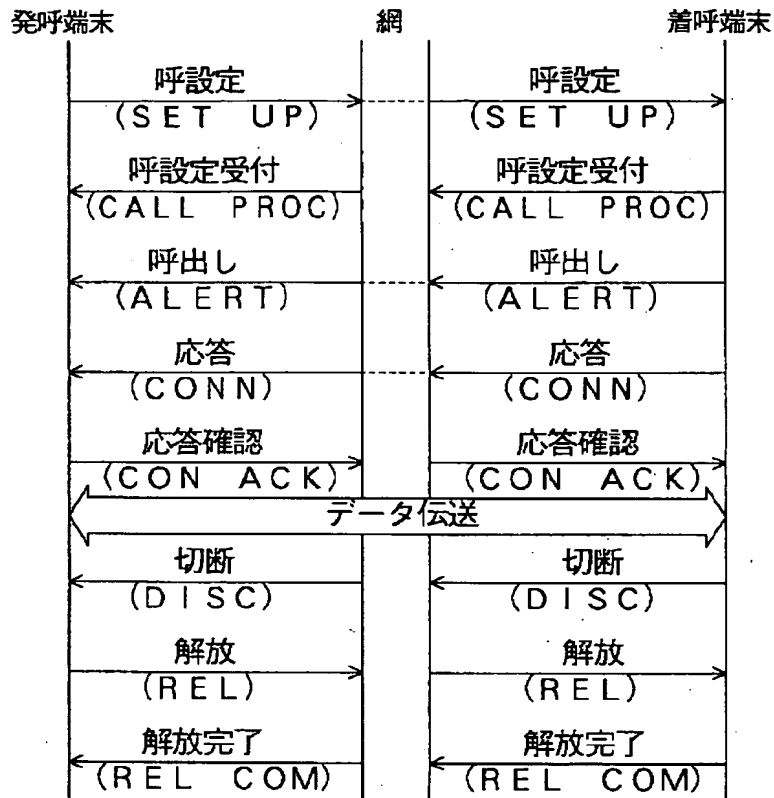 発呼端末 網 着呼端末
呼設定 呼設定
(SET UP) (SET UP)
呼設定受付 呼設定受付
(CALL PROC) (CALL PROC)
呼出し 呼出し
(ALERT) (ALERT)
応答 応答
(CONN) (CONN)
応答確認 応答確認
(CON ACK) (CON ACK)
データ伝送
切断 切断
(DISC) (DISC)
解放 解放
(REL) (REL)
解放完了 解放完了
(REL COM) (REL COM)